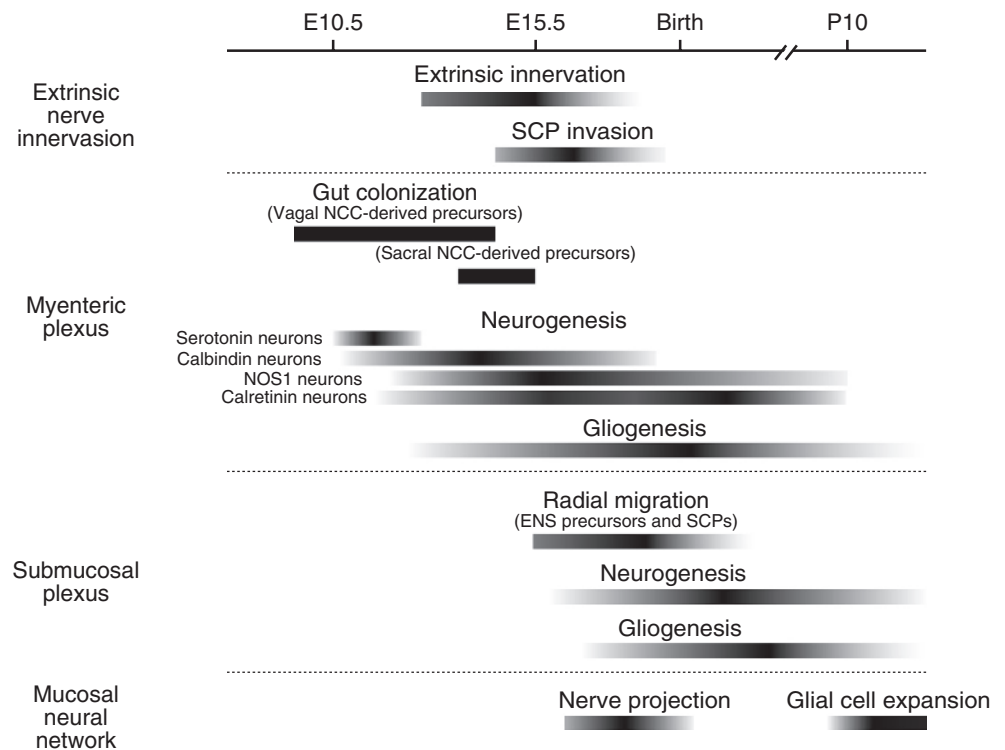 E10.5 E15.5 Birth P10
Extrinsic
nerve
innervasion
Extrinsic innervation
SCP invasion
Myenteric
plexus
Gut colonization
(Vagal NCC-derived precursors)
(Sacral NCC-derived precursors)
Neurogenesis
Serotonin neurons
Calbindin neurons
NOS1 neurons
Calretinin neurons
Gliogenesis
Submucosal
plexus
Radial migration
(ENS precursors and SCPs)
Neurogenesis
Gliogenesis
Mucosal
neural
network
Nerve projection
Glial cell expansion